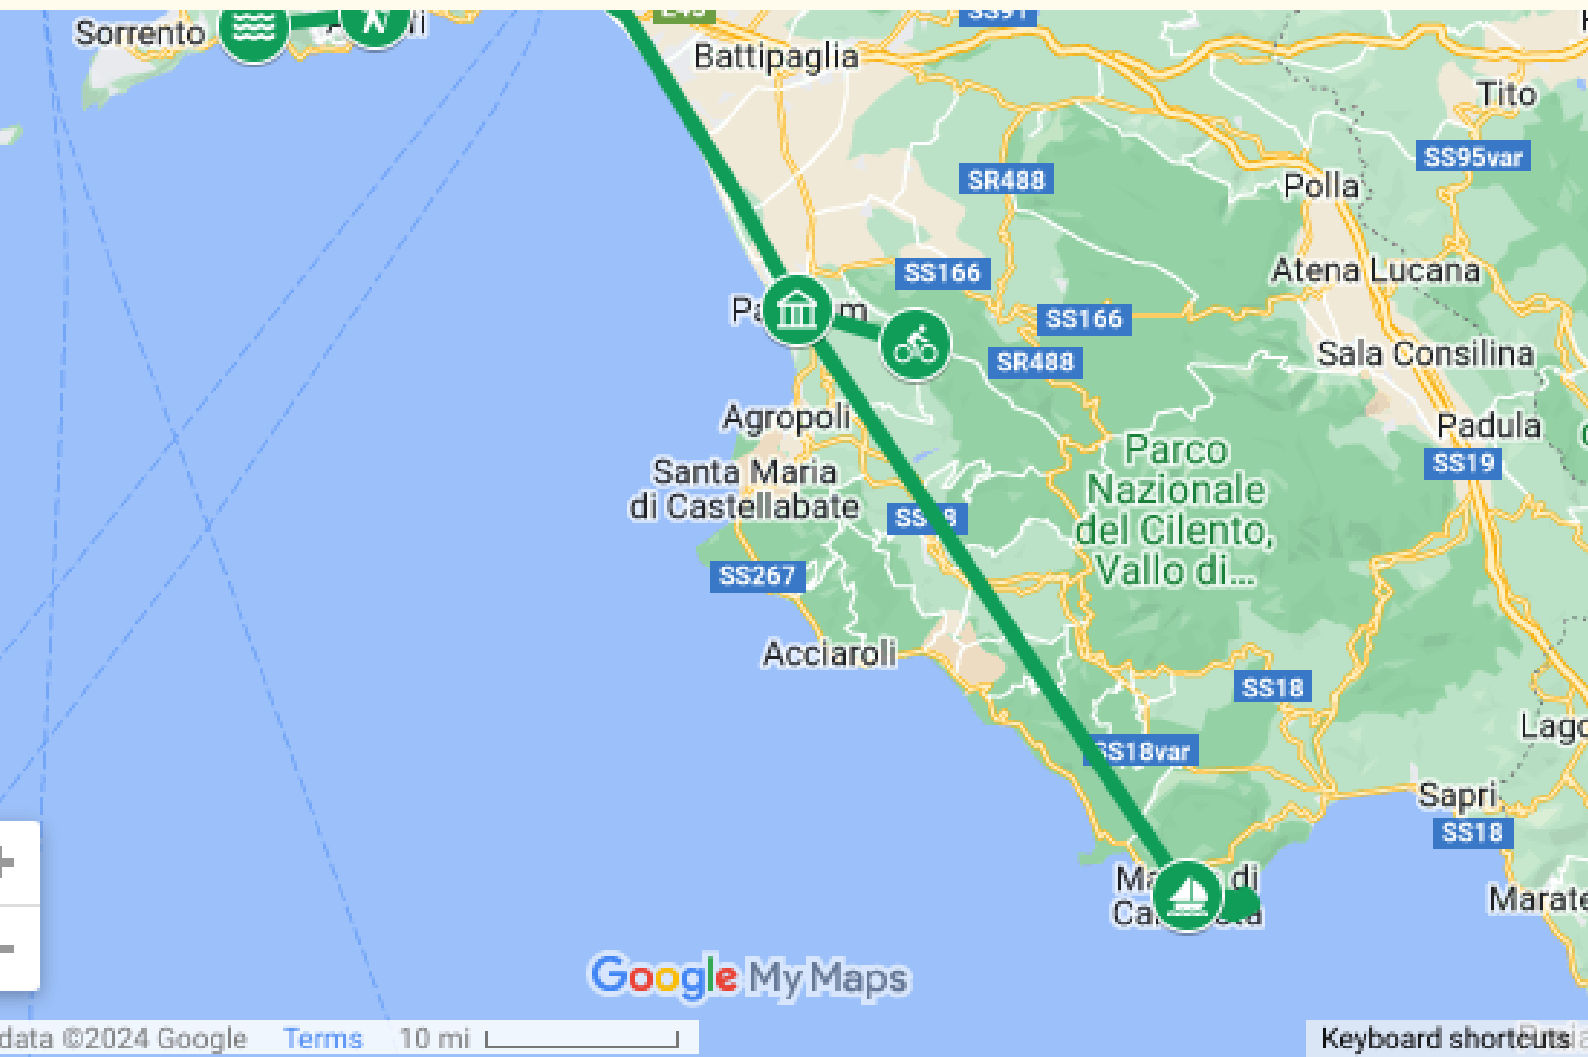 Sorrento
SS91
Battipaglia
Tito
SS95var
SR488
Polla
SS166
Atena Lucana
SS166
Sala Consilina
SR488
Agropoli
Padula
Parco
Nazionale
del Cilento,
Vallo di...
SS19
Santa Maria
di Castellabate
SS267
Acciaroli
SS18
SS18var
Sapri
SS18
Google My Maps
data ©2024 Google
Terms
10 mi
Keyboard shortcuts